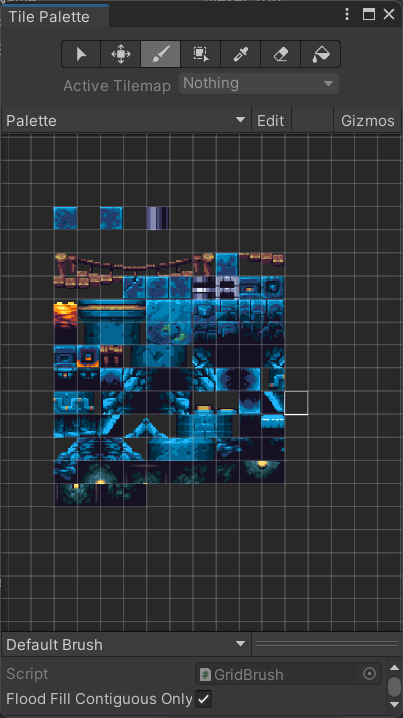 Tile Palette
Active Tilemap Nothing
Palette Edit Gizmos
Default Brush
Script GridBrush
Flood Fill Contiguous Only